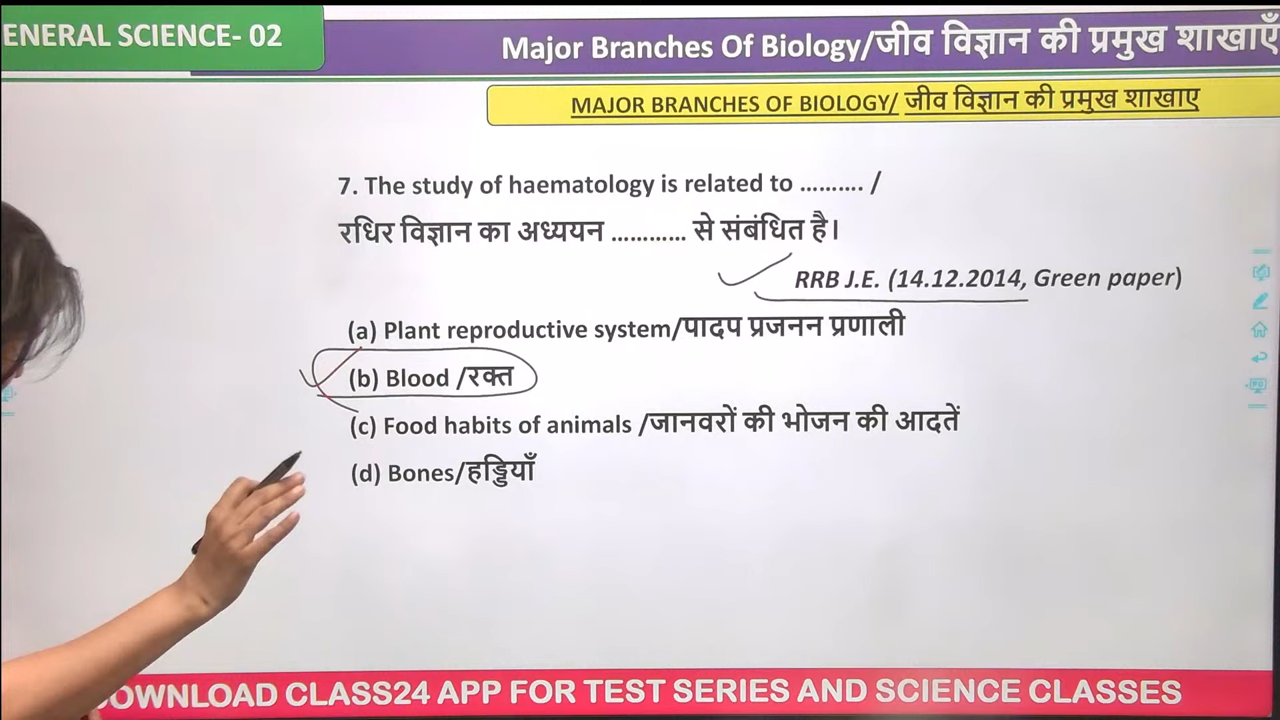 ENERAL SCIENCE- 02
Major Branches Of Biology/जीव विज्ञान की प्रमुख शाखाएँ
MAJOR BRANCHES OF BIOLOGY/ जीव विज्ञान की प्रमुख शाखाए
7. The study of haematology is related to .......... /
रधिर विज्ञान का अध्ययन ............ से संबंधित है।
RRB J.E. (14.12.2014, Green paper)
(a) Plant reproductive system/पादप प्रजनन प्रणाली
(b) Blood /रक्त
(c) Food habits of animals /जानवरों की भोजन की आदतें
(d) Bones/हड्डियाँ
OWNLOAD CLASS24 APP FOR TEST SERIES AND SCIENCE CLASSES